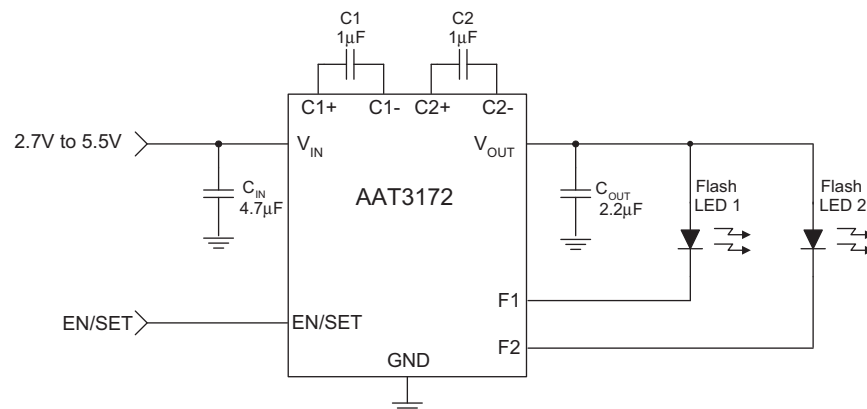 C1
1μF
C2
1μF
C1+
C1-
C2+
C2-
2.7V to 5.5V
VIN
VOUT
AAT3172
CIN
4.7μF
COUT
2.2μF
Flash
LED 1
Flash
LED 2
F1
EN/SET
EN/SET
F2
GND